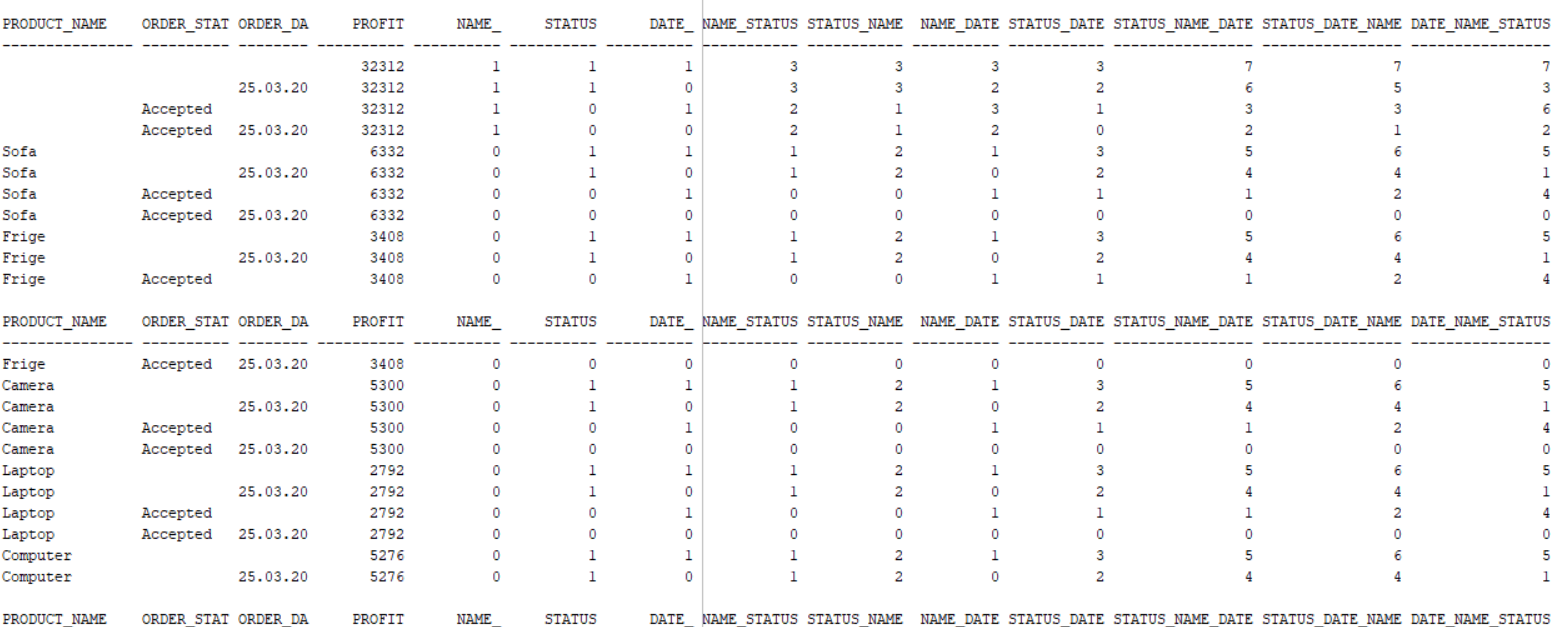 PRODUCT_NAME ORDER_STAT ORDER_DA PROFIT NAME_ STATUS DATE_ NAME_STATUS STATUS_NAME NAME_DATE STATUS_DATE STATUS_NAME_DATE STATUS_DATE_NAME DATE_NAME_STATUS
--------------- ---------- -------- ---------- ---------- ---------- ---------- ----------- ----------- ---------- ----------- ---------------- ---------------- ----------------
32312 1 1 1 3 3 3 3 7 7 7
25.03.20 32312 1 1 0 3 3 2 2 6 5 3
Accepted 32312 1 0 1 2 1 3 1 3 3 6
Accepted 25.03.20 32312 1 0 0 2 1 2 0 2 1 2
Sofa 6332 0 1 1 1 2 1 3 5 6 5
Sofa 25.03.20 6332 0 1 0 1 2 0 2 4 4 1
Sofa Accepted 6332 0 0 1 0 0 1 1 1 2 4
Sofa Accepted 25.03.20 6332 0 0 0 0 0 0 0 0 0 0
Frige 3408 0 1 1 1 2 1 3 5 6 5
Frige 25.03.20 3408 0 1 0 1 2 0 2 4 4 1
Frige Accepted 3408 0 0 1 0 0 1 1 1 2 4
PRODUCT_NAME ORDER_STAT ORDER_DA PROFIT NAME_ STATUS DATE_ NAME_STATUS STATUS_NAME NAME_DATE STATUS_DATE STATUS_NAME_DATE STATUS_DATE_NAME DATE_NAME_STATUS
--------------- ---------- -------- ---------- ---------- ---------- ---------- ----------- ----------- ---------- ----------- ---------------- ---------------- ----------------
Frige Accepted 25.03.20 3408 0 0 0 0 0 0 0 0 0 0
Camera 5300 0 1 1 1 2 1 3 5 6 5
Camera 25.03.20 5300 0 1 0 1 2 0 2 4 4 1
Camera Accepted 5300 0 0 1 0 0 1 1 1 2 4
Camera Accepted 25.03.20 5300 0 0 0 0 0 0 0 0 0 0
Laptop 2792 0 1 1 1 2 1 3 5 6 5
Laptop 25.03.20 2792 0 1 0 1 2 0 2 4 4 1
Laptop Accepted 2792 0 0 1 0 0 1 1 1 2 4
Laptop Accepted 25.03.20 2792 0 0 0 0 0 0 0 0 0 0
Computer 5276 0 1 1 1 2 1 3 5 6 5
Computer 25.03.20 5276 0 1 0 1 2 0 2 4 4 1
PRODUCT_NAME ORDER_STAT ORDER_DA PROFIT NAME_ STATUS DATE_ NAME_STATUS STATUS_NAME NAME_DATE STATUS_DATE STATUS_NAME_DATE STATUS_DATE_NAME DATE_NAME_STATUS